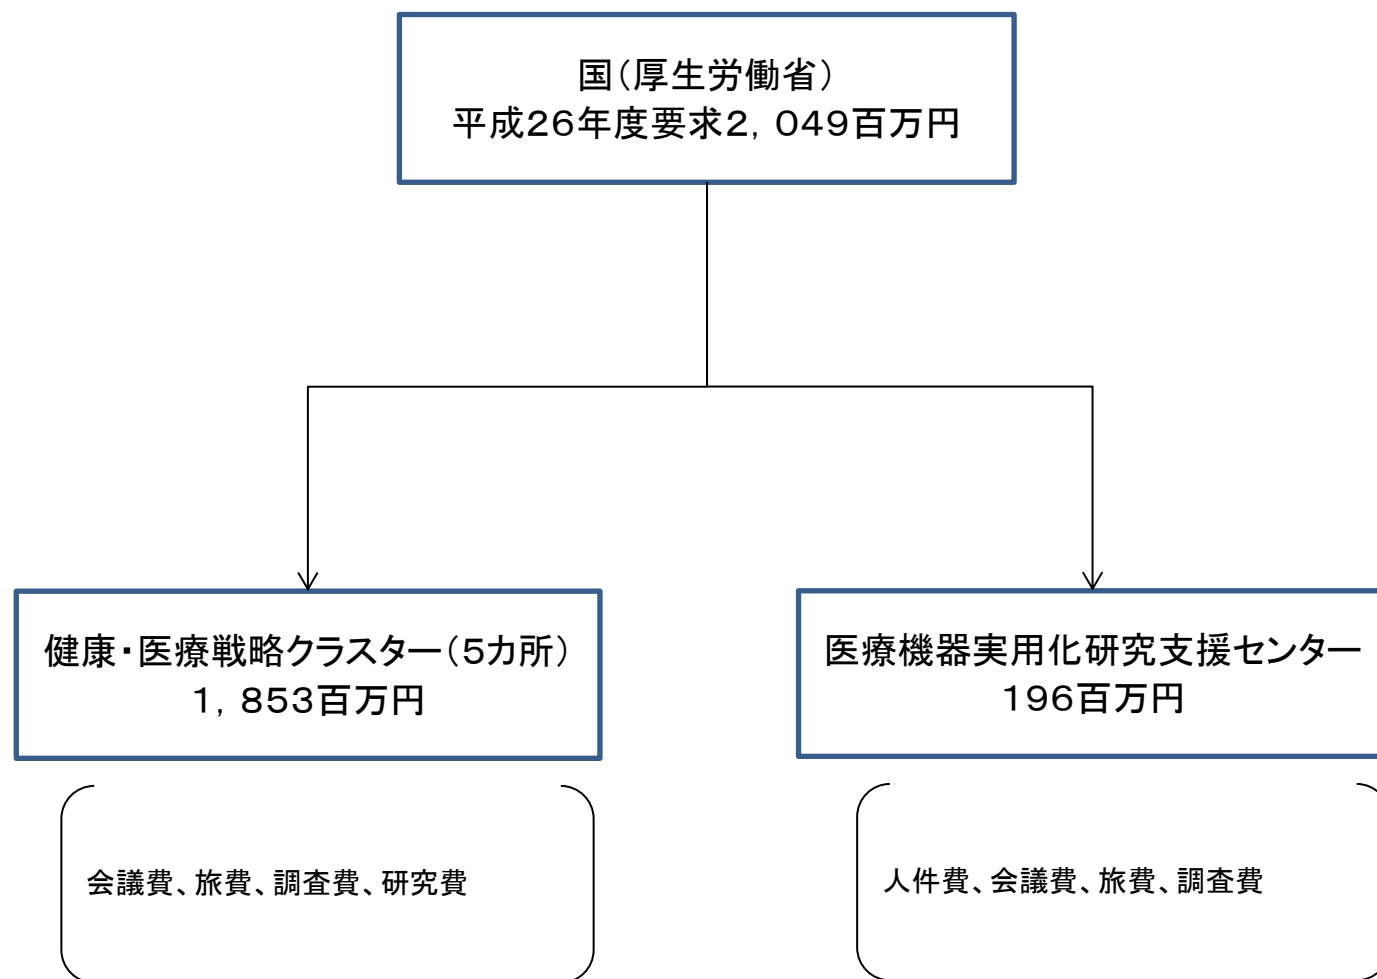 国（厚生労働省）
平成２６年度要求２，０４９百万円
健康・医療戦略クラスター（５カ所）
１，８５３百万円
医療機器実用化研究支援センター
１９６百万円
会議費、旅費、調査費、研究費
人件費、会議費、旅費、調査費